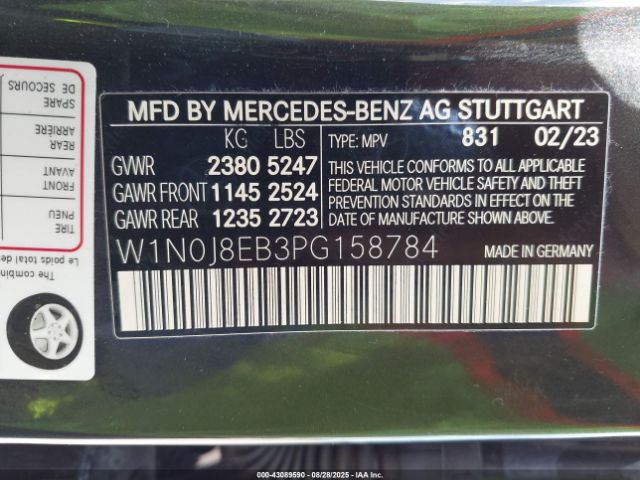 MFD BY MERCEDES-BENZ AG STUTTGART
KG LBS TYPE: MPV 831 02/23
GVWR 2380 5247
GAWR FRONT 1145 2524
GAWR REAR 1235 2723
THIS VEHICLE CONFORMS TO ALL APPLICABLE
FEDERAL MOTOR VEHICLE SAFETY AND THEFT
PREVENTION STANDARDS IN EFFECT ON THE
DATE OF MANUFACTURE SHOWN ABOVE.
W1N0J8EB3PG158784
MADE IN GERMANY
TIRE
PNEU
FRONT
AVANT
REAR
ARRIÈRE
SPARE
DE SECOURS
The combin
Le poids total de
000-43089590 - 08/28/2025 - IAAI.com